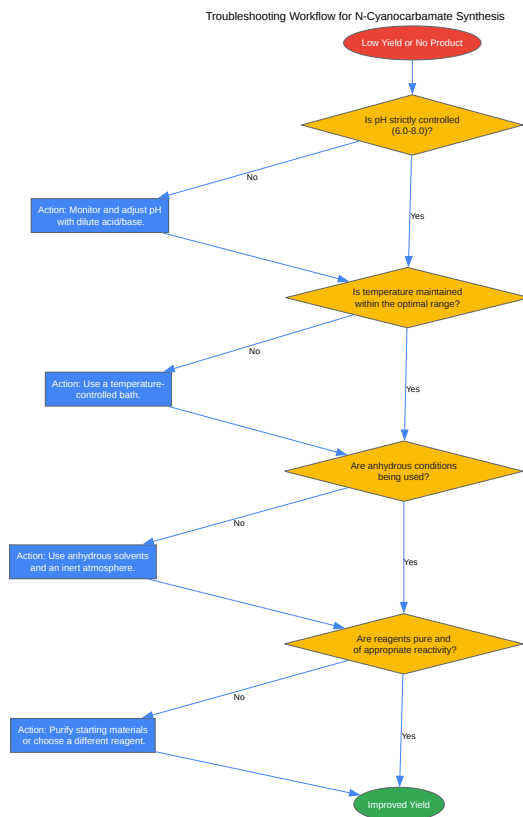 Troubleshooting Workflow for N-Cyanocarbamate Synthesis
Low Yield or No Product
Is pH strictly controlled
(6.0-8.0)?
No
Yes
Action: Monitor and adjust pH
with dilute acid/base.
Is temperature maintained
within the optimal range?
No
Yes
Action: Use a temperature-
controlled bath.
Are anhydrous conditions
being used?
No
Yes
Action: Use anhydrous solvents
and an inert atmosphere.
Are reagents pure and
of appropriate reactivity?
No
Yes
Action: Purify starting materials
or choose a different reagent.
Improved Yield